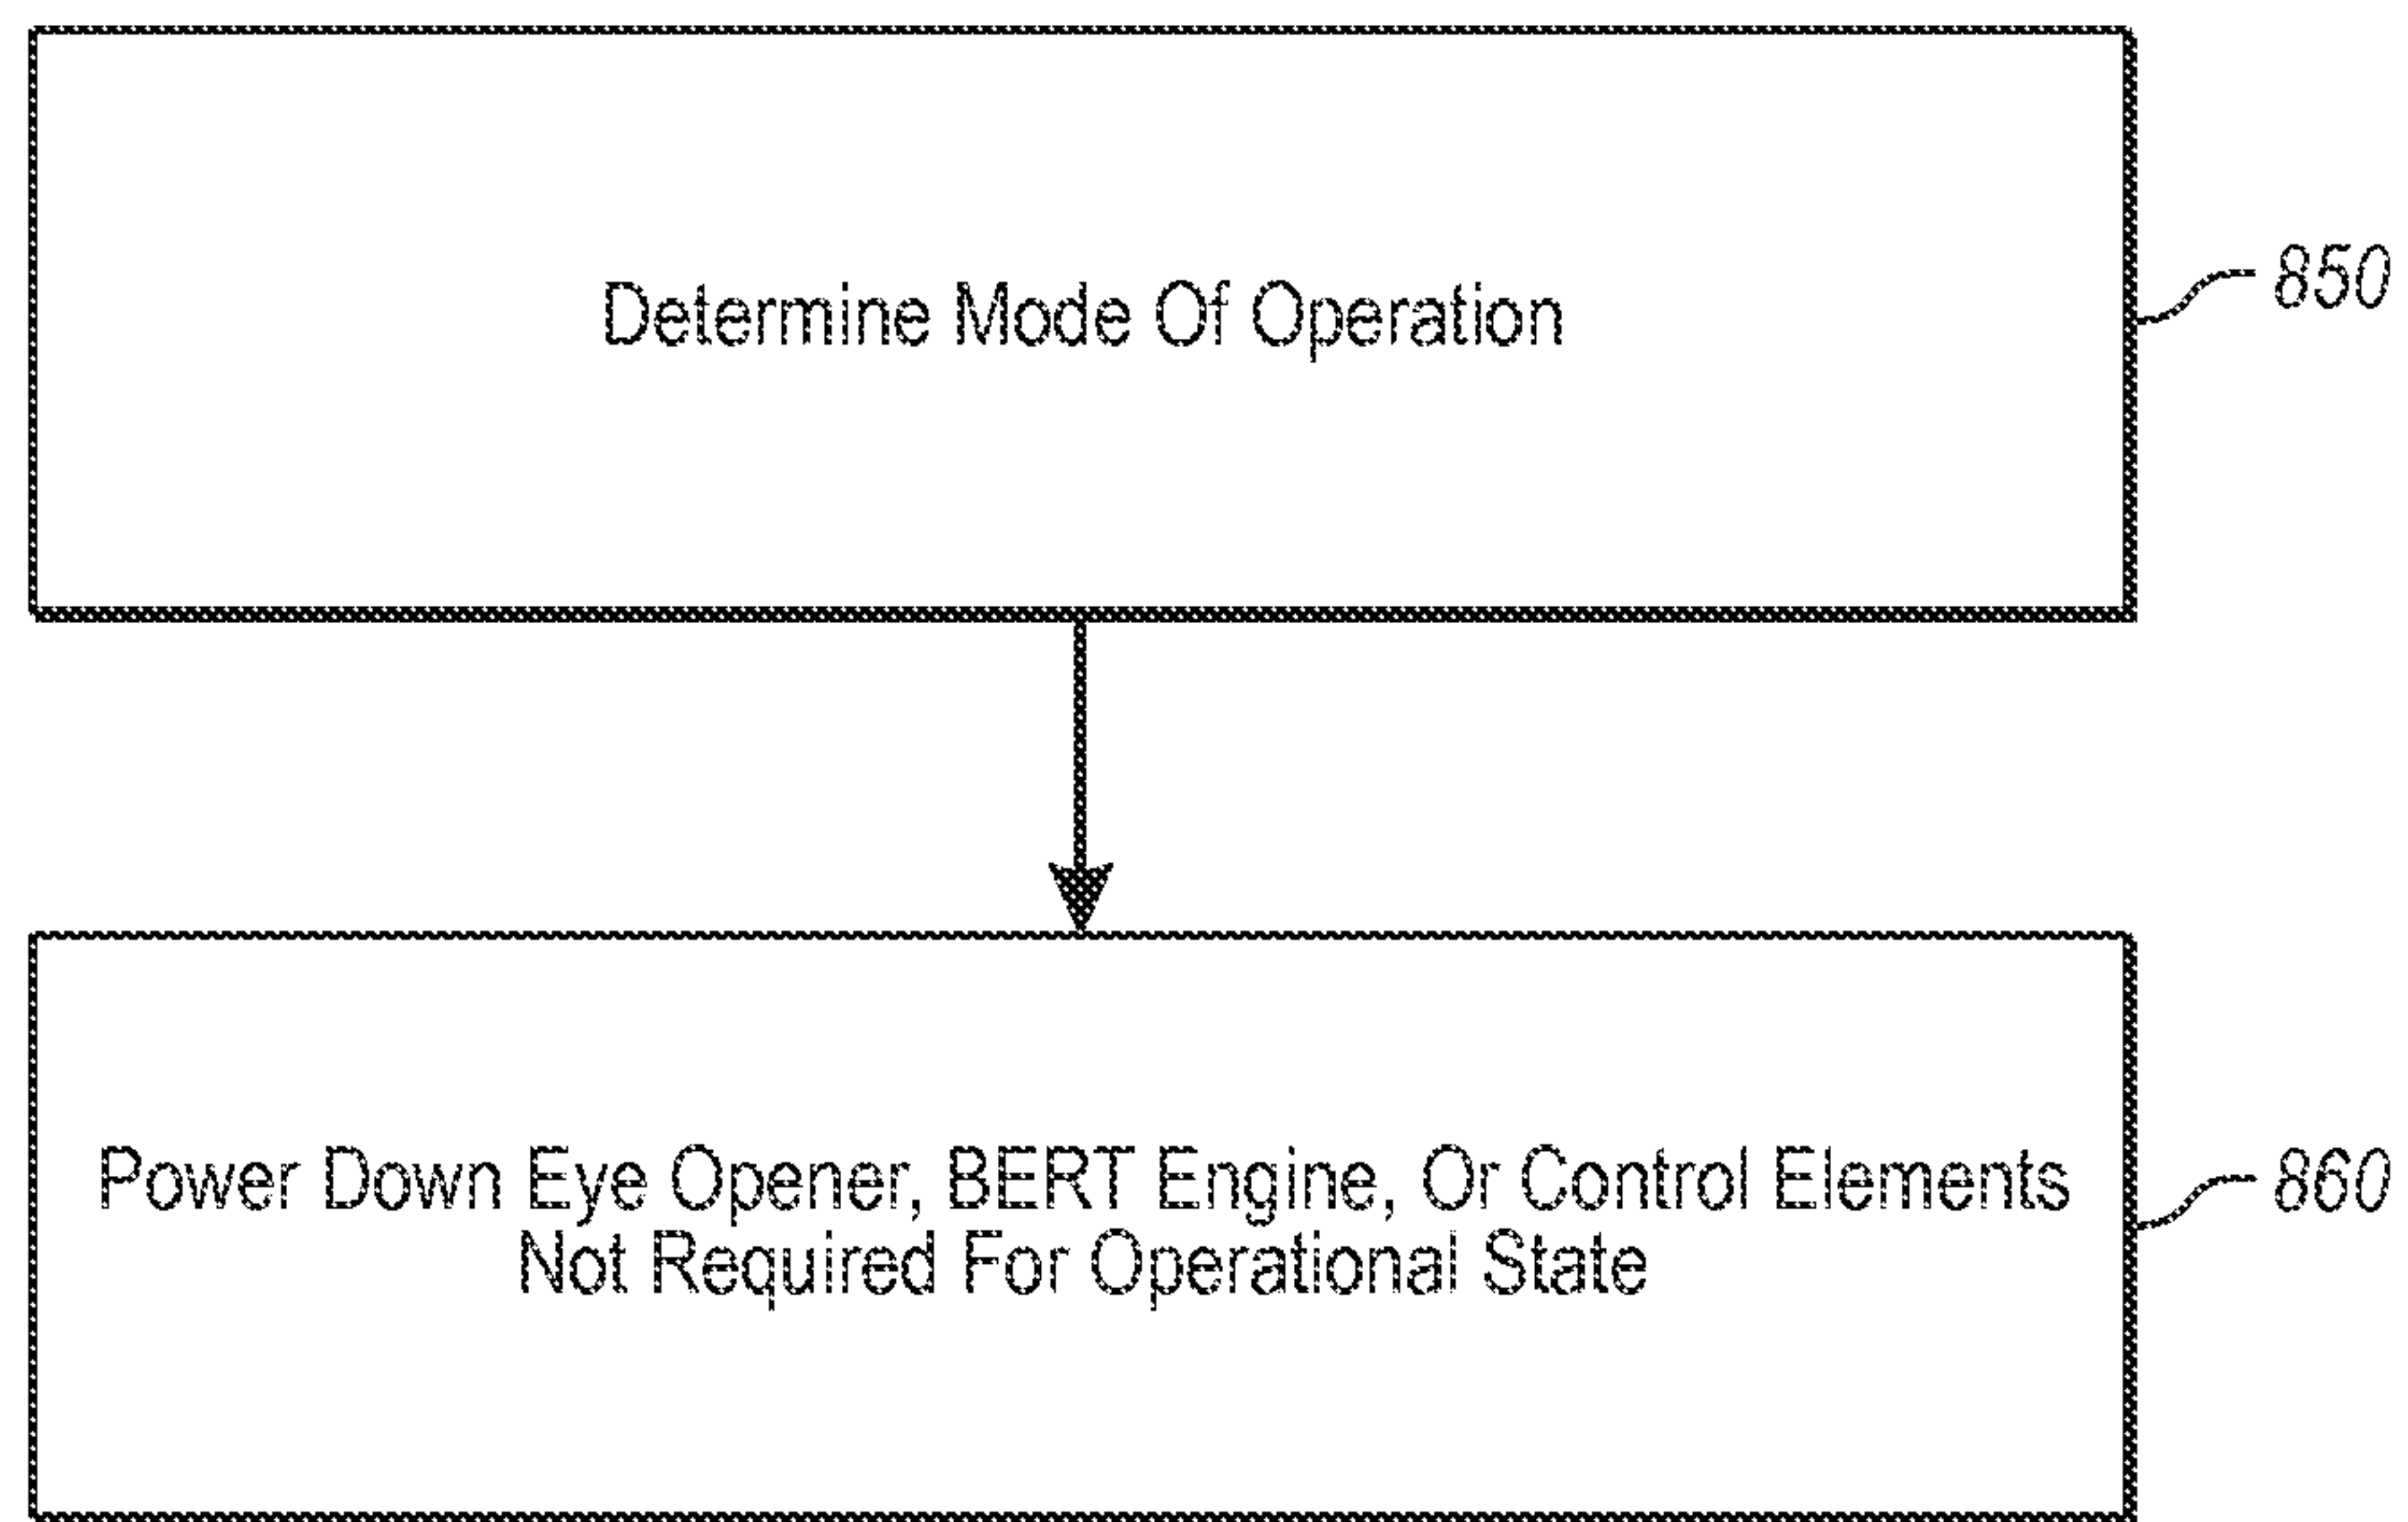 Determine Mode Of Operation
850
Power Down Eye Opener, BERT Engine, Or Control Elements
Not Required For Operational State
860